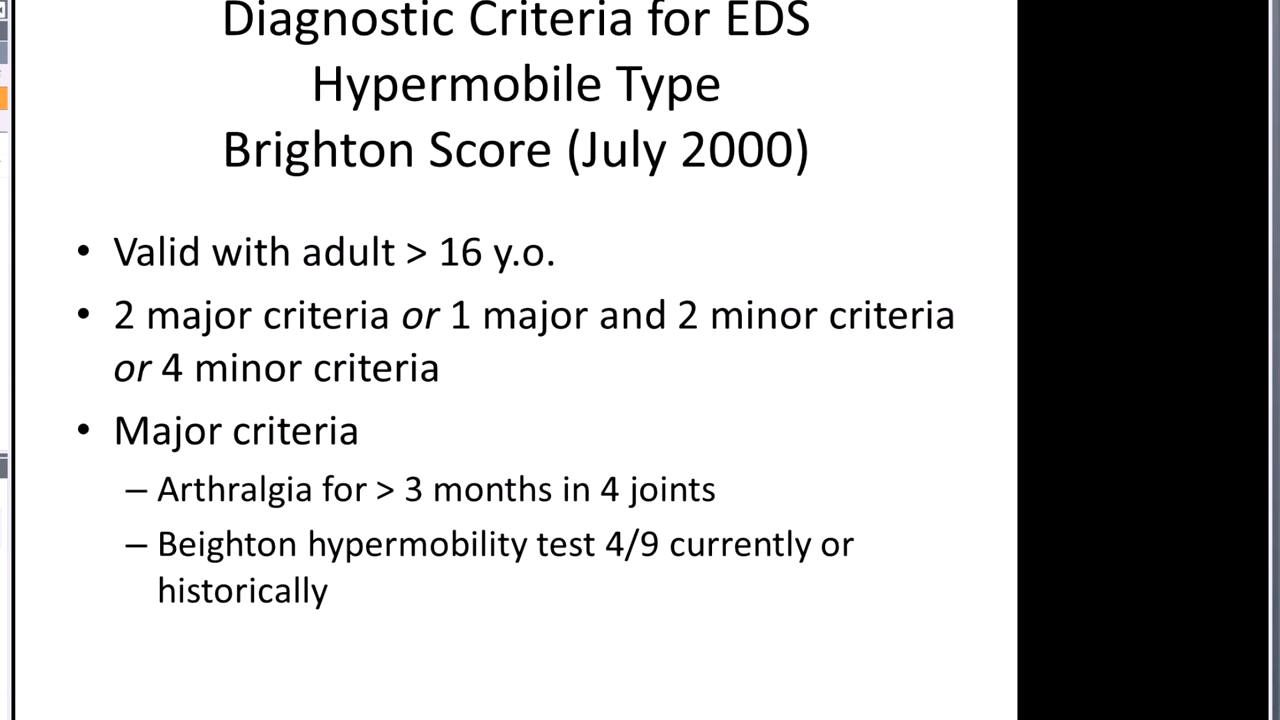 Diagnostic Criteria for EDS
Hypermobile Type
Brighton Score (July 2000)
• Valid with adult > 16 y.o.
• 2 major criteria or 1 major and 2 minor criteria
or 4 minor criteria
• Major criteria
– Arthralgia for > 3 months in 4 joints
– Beighton hypermobility test 4/9 currently or
historically